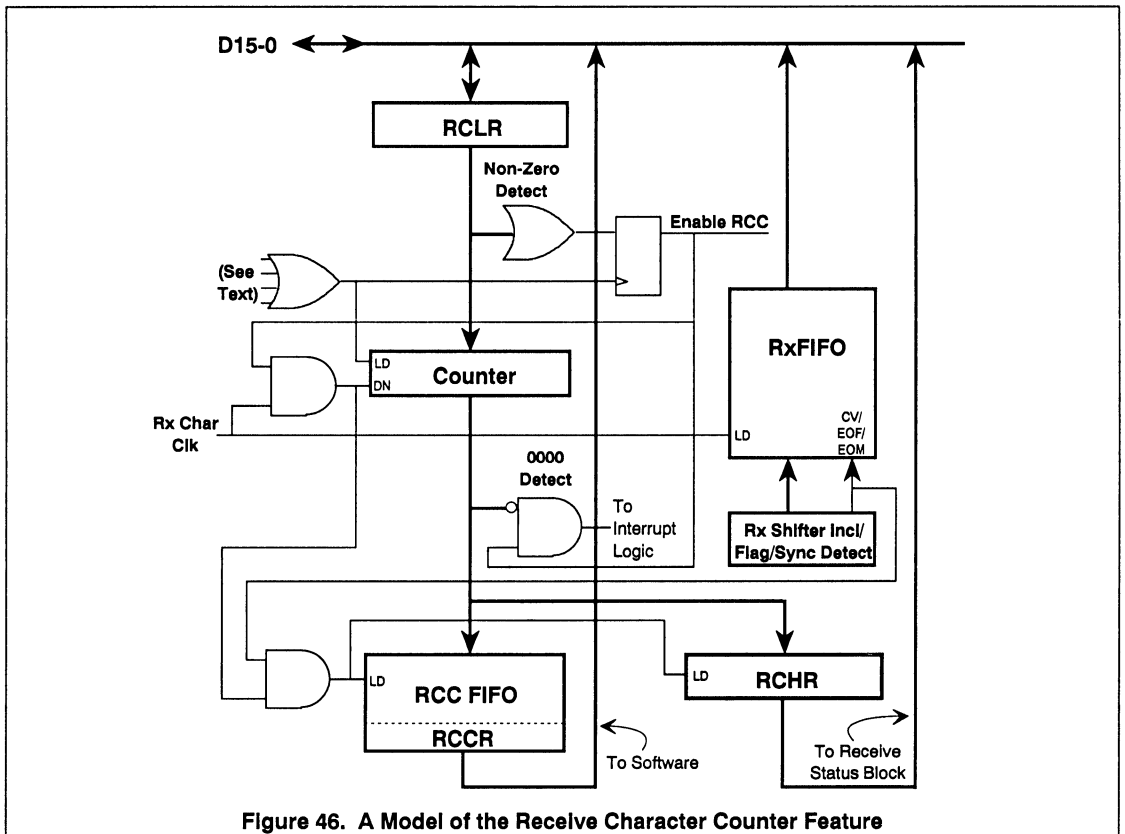 D15-0
RCLR
Non-Zero
Detect
Enable RCC
(See
Text)
RxFIFO
LD
Counter
DN
CV/
EOF/
EOM
Rx Char
Clk
LD
0000
Detect
To
Interrupt
Logic
Rx Shifter Incl/
Flag/Sync Detect
LD
RCC FIFO
RCCR
LD
RCHR
To Software
To Receive
Status Block
Figure 46. A Model of the Receive Character Counter Feature